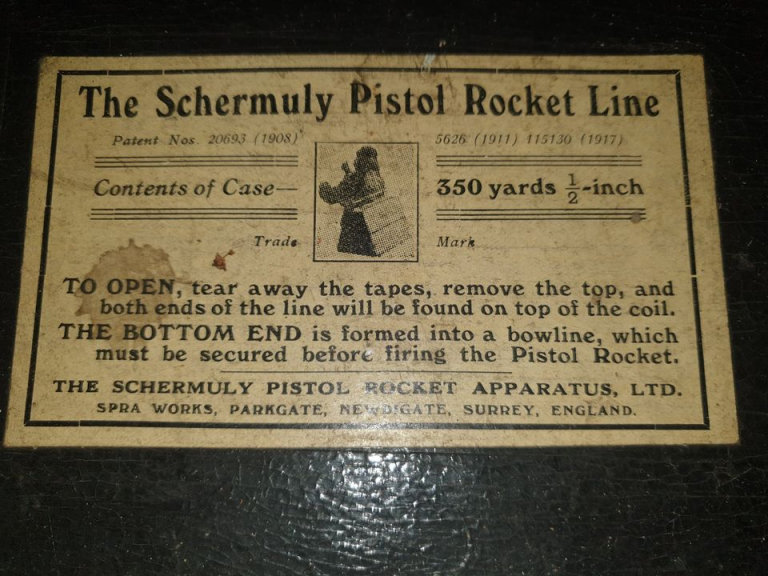 The Schermuly Pistol Rocket Line
Patent Nos. 20693 (1908) 5626 (1911) 115130 (1917)
Contents of Case— 350 yards ½-inch
Trade Mark
TO OPEN, tear away the tapes, remove the top, and
both ends of the line will be found on top of the coil.
THE BOTTOM END is formed into a bowline, which
must be secured before firing the Pistol Rocket.
THE SCHERMULY PISTOL ROCKET APPARATUS, LTD.
SPRA WORKS, PARKGATE, NEWDIGATE, SURREY, ENGLAND.